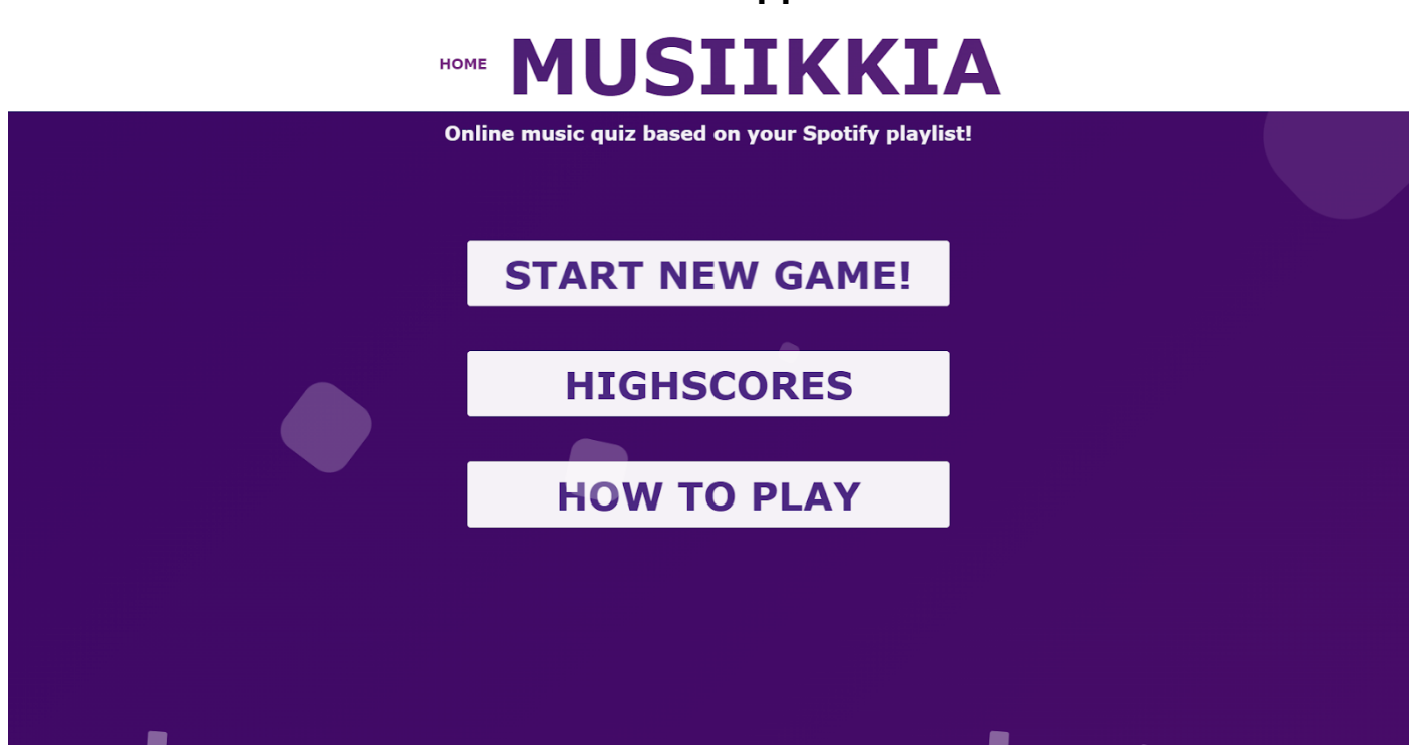 HOME MUSIIKKIA
Online music quiz based on your Spotify playlist!
START NEW GAME!
HIGHSCORES
HOW TO PLAY